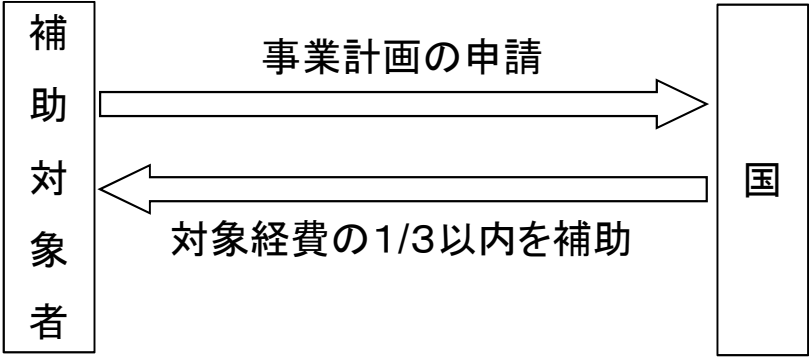 補助対象者
事業計画の申請
対象経費の1/3以内を補助
国